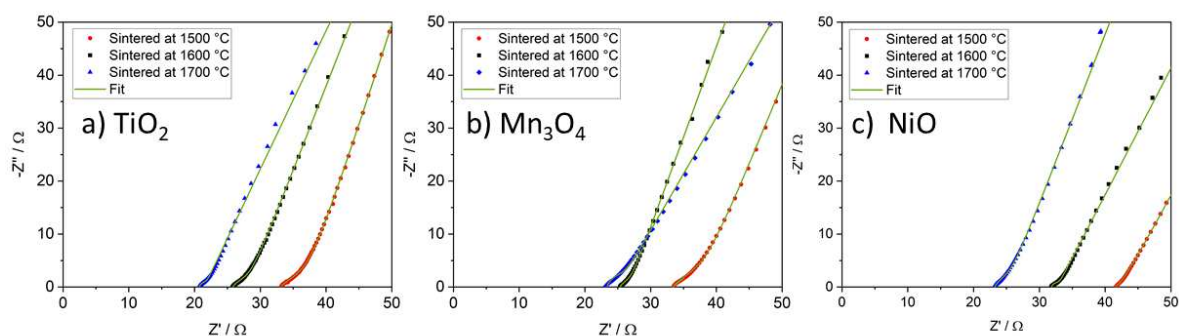 50
40
30
20
10
0
-Z″ / Ω
Sintered at 1500 °C
Sintered at 1600 °C
Sintered at 1700 °C
Fit
a) TiO₂
0 10 20 30 40 50
Z' / Ω
50
40
30
20
10
0
-Z″ / Ω
Sintered at 1500 °C
Sintered at 1600 °C
Sintered at 1700 °C
Fit
b) Mn₃O₄
0 10 20 30 40 50
Z' / Ω
50
40
30
20
10
0
-Z″ / Ω
Sintered at 1500 °C
Sintered at 1600 °C
Sintered at 1700 °C
Fit
c) NiO
0 10 20 30 40 50
Z' / Ω